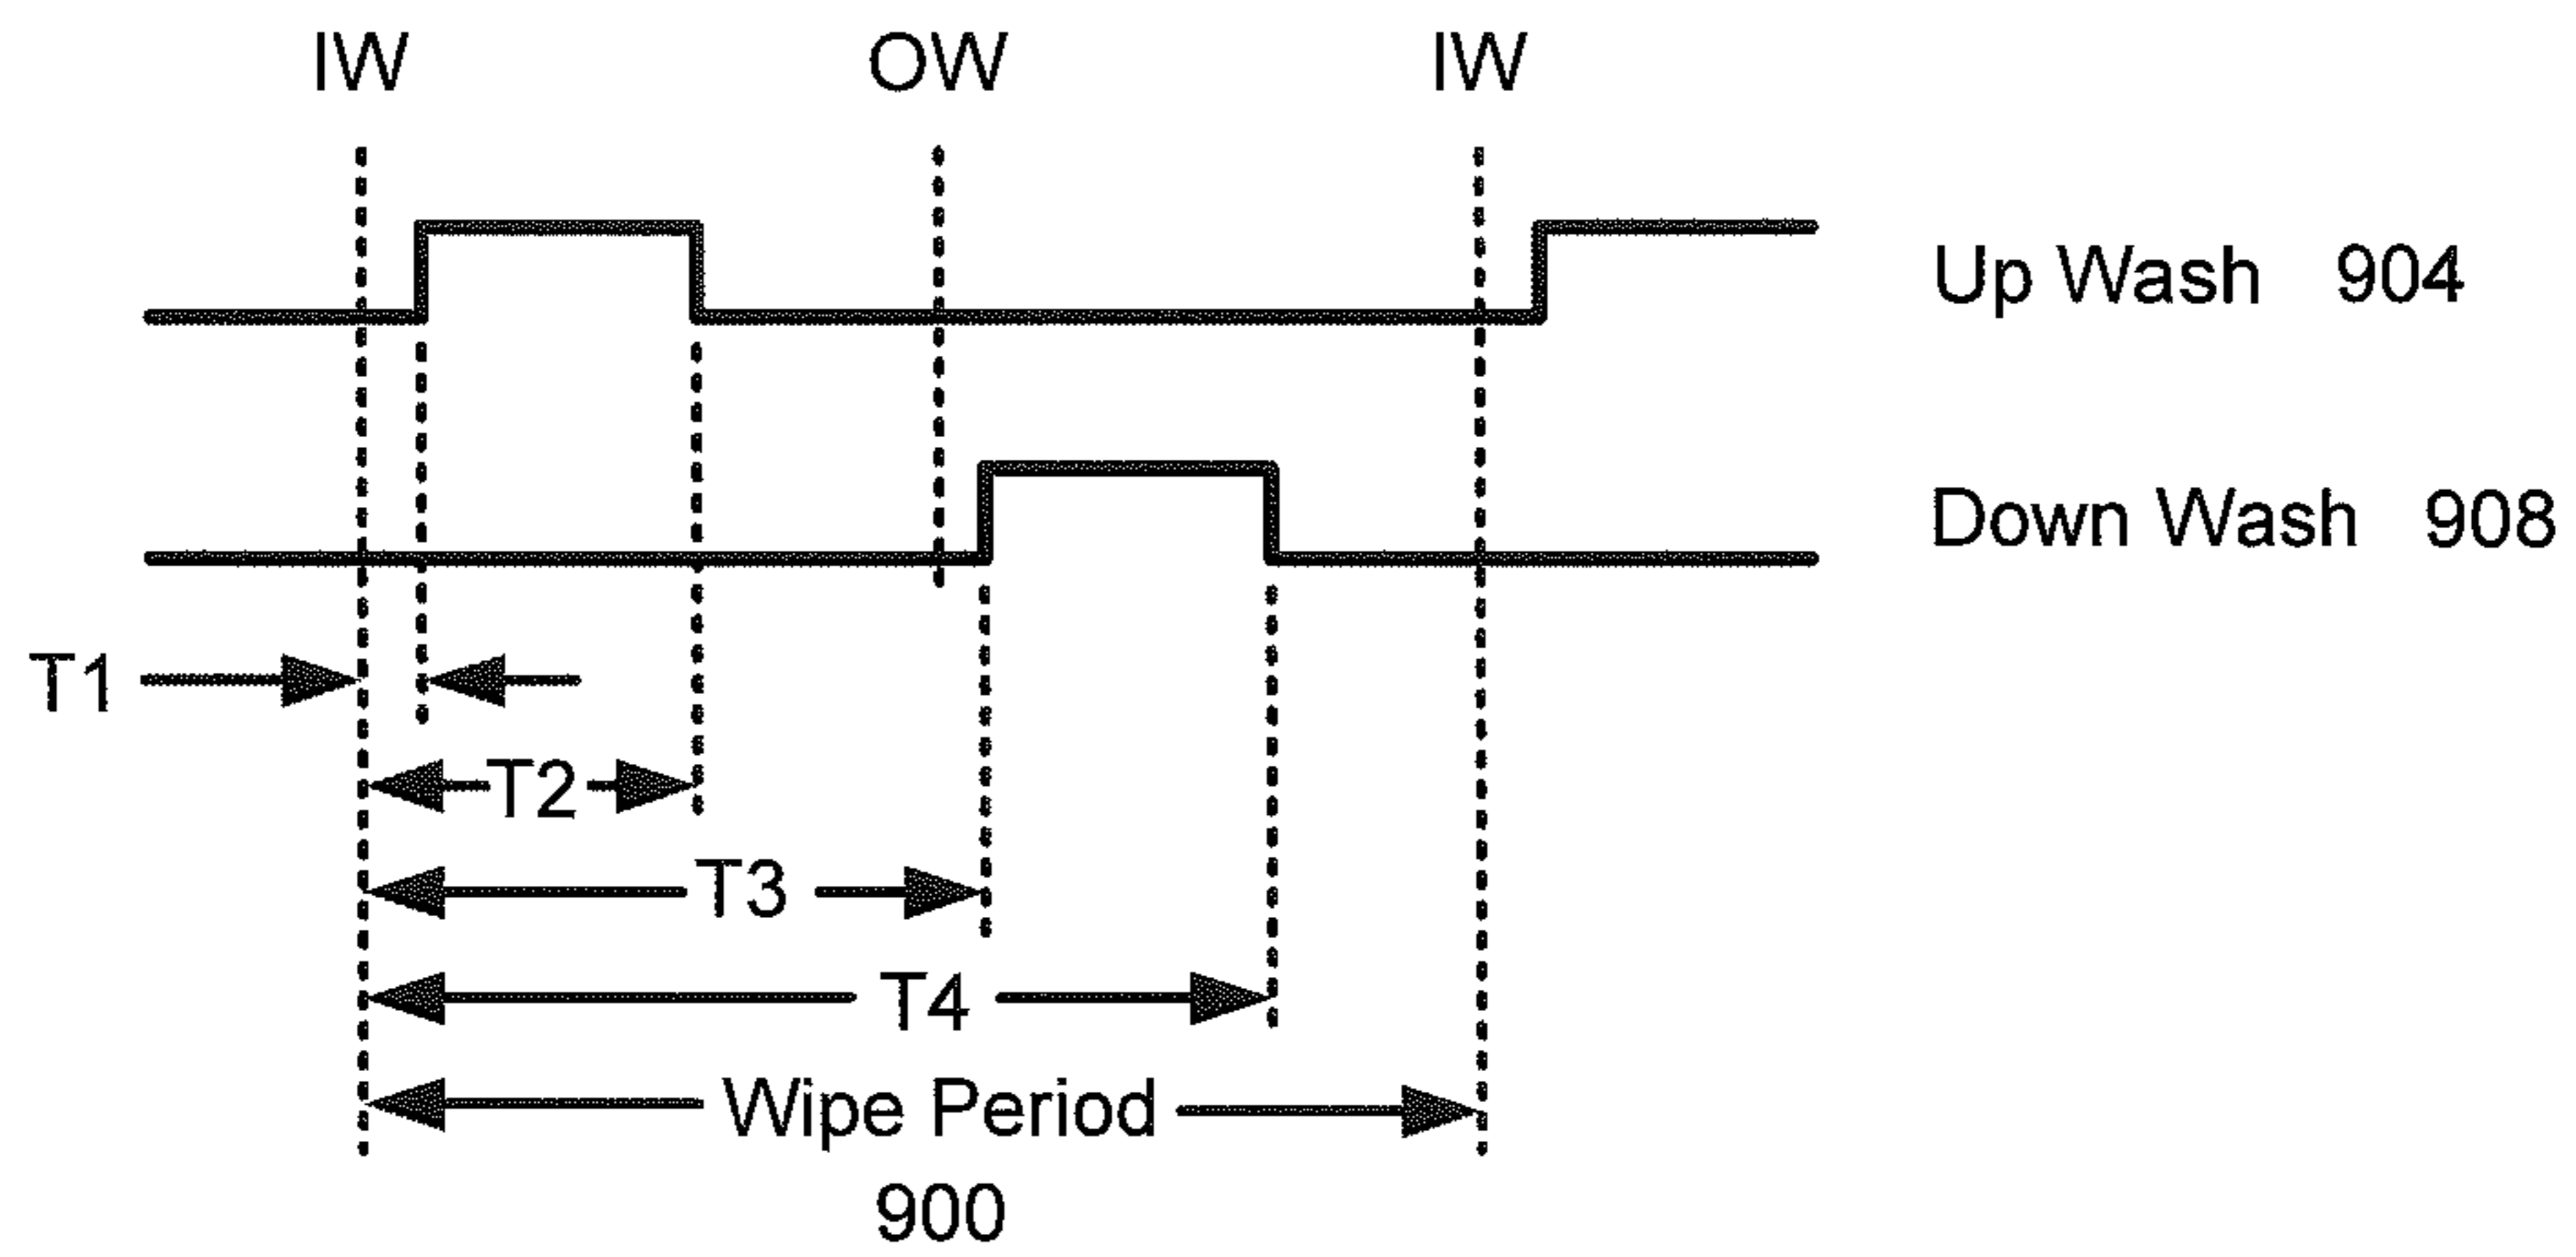 IW OW IW
Up Wash 904
Down Wash 908
T1
T2
T3
T4
Wipe Period
900